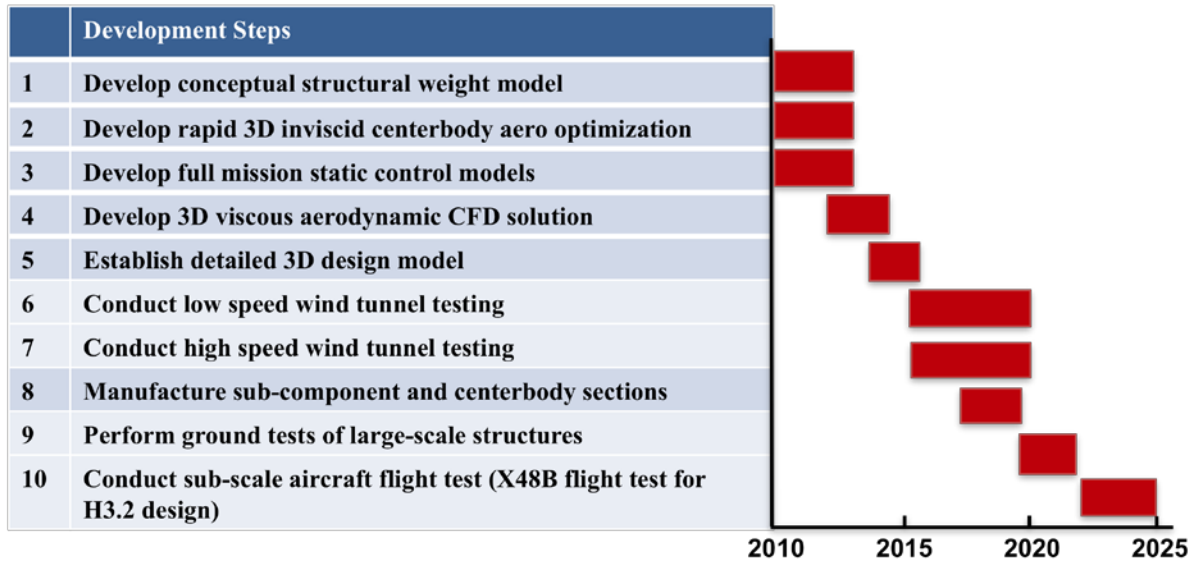 Development Steps
1 Develop conceptual structural weight model
2 Develop rapid 3D inviscid centerbody aero optimization
3 Develop full mission static control models
4 Develop 3D viscous aerodynamic CFD solution
5 Establish detailed 3D design model
6 Conduct low speed wind tunnel testing
7 Conduct high speed wind tunnel testing
8 Manufacture sub-component and centerbody sections
9 Perform ground tests of large-scale structures
10 Conduct sub-scale aircraft flight test (X48B flight test for
H3.2 design)
2010 2015 2020 2025